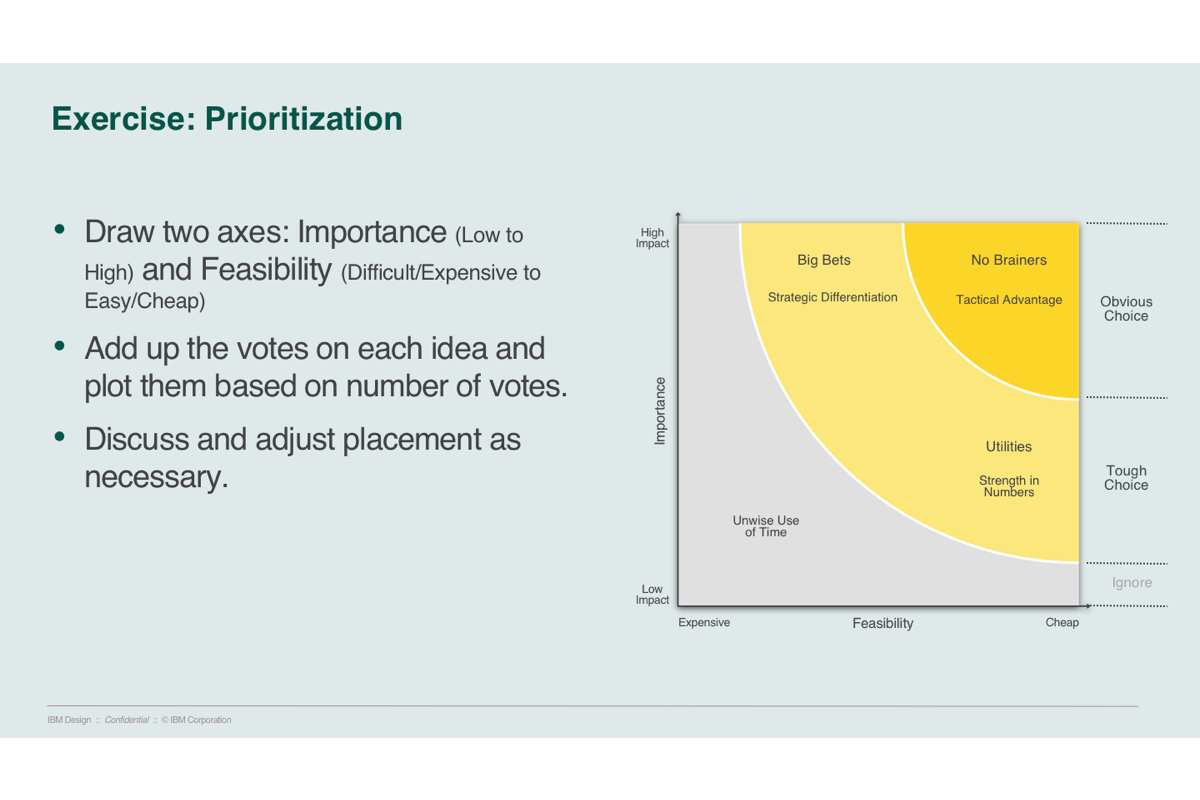 Exercise: Prioritization
• Draw two axes: Importance (Low to
High) and Feasibility (Difficult/Expensive to
Easy/Cheap)
• Add up the votes on each idea and
plot them based on number of votes.
• Discuss and adjust placement as
necessary.
High
Impact
Importance
Low
Impact
Big Bets
Strategic Differentiation
No Brainers
Tactical Advantage
Utilities
Strength in
Numbers
Unwise Use
of Time
Obvious
Choice
Tough
Choice
Ignore
Expensive
Feasibility
Cheap
IBM Design :: Confidential :: © IBM Corporation